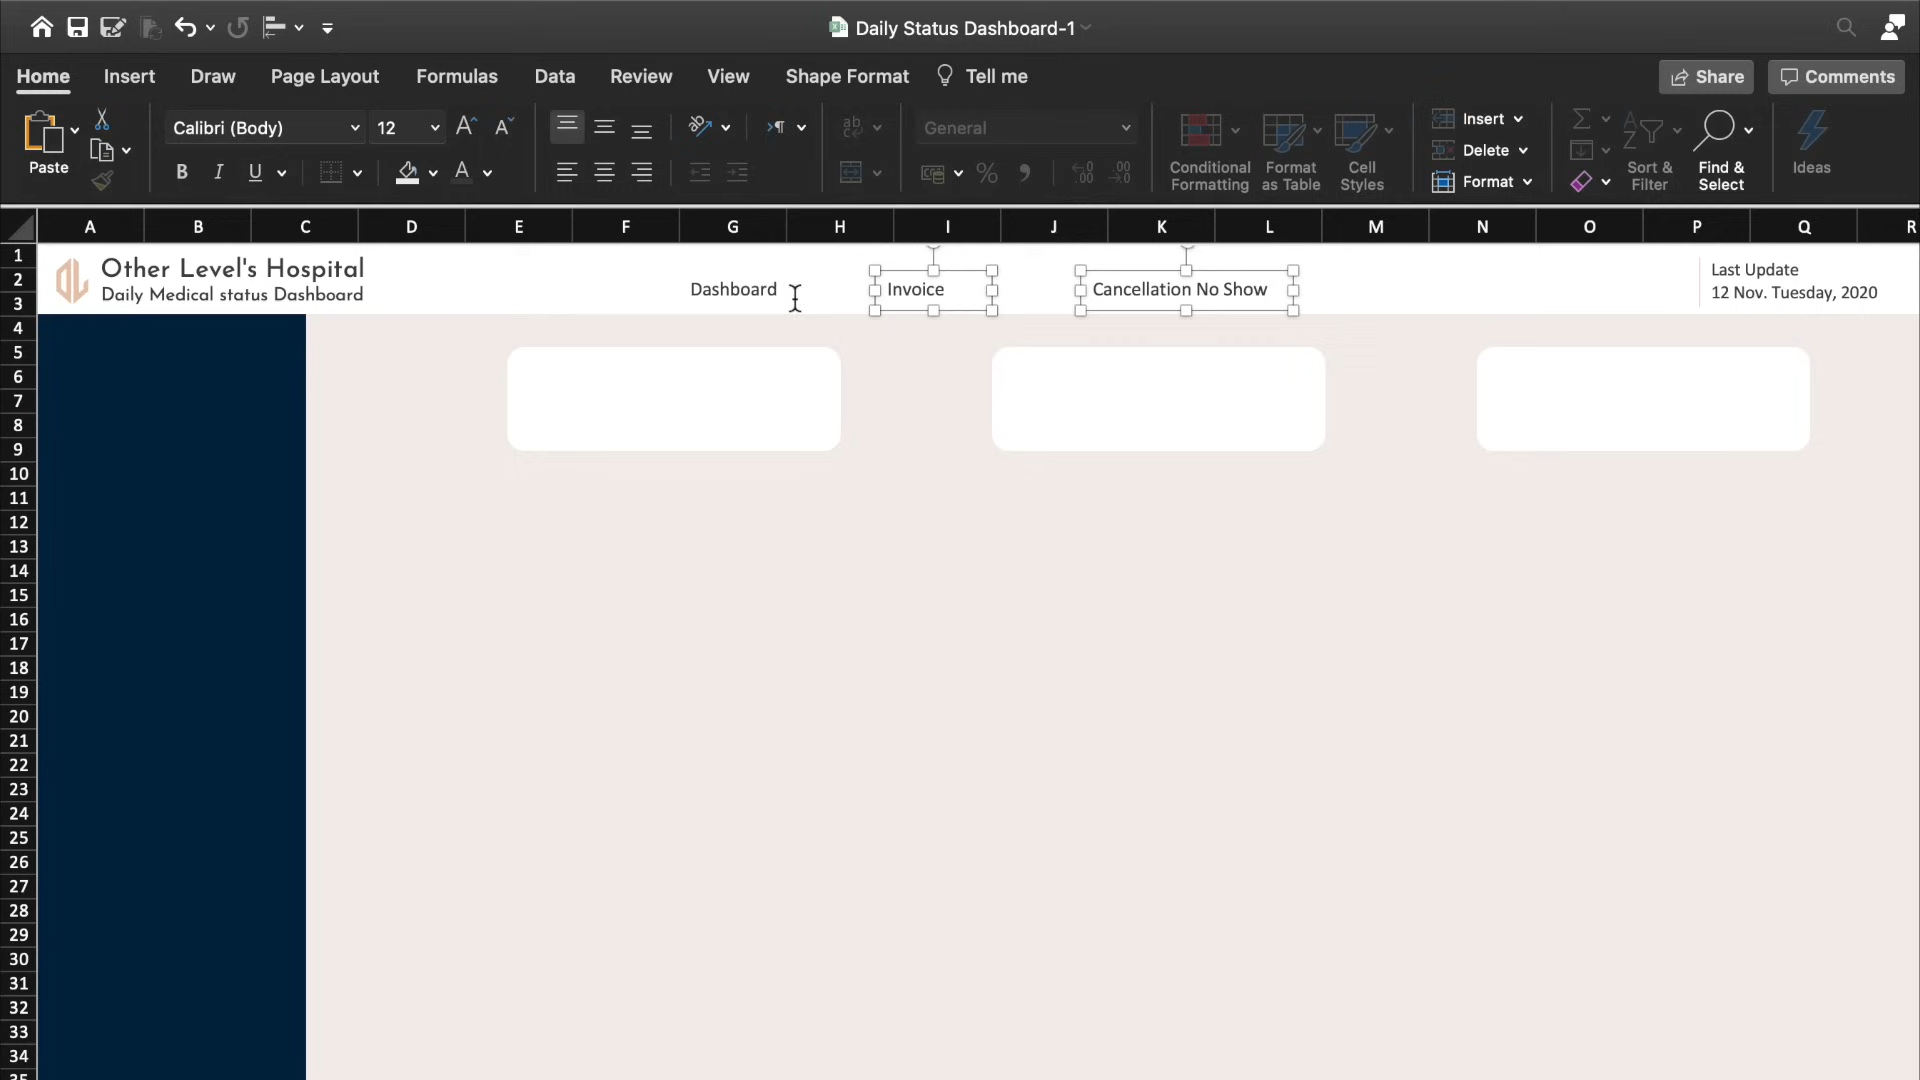 Daily Status Dashboard-1
Home Insert Draw Page Layout Formulas Data Review View Shape Format Tell me Share Comments
Paste
Calibri (Body) 12
B I U A
ab c
General
% 
Conditional Formatting
Format as Table
Cell Styles
Insert
Delete
Format
Sort & Filter
Find & Select
Ideas
A B C D E F G H I J K L M N O P Q R
1
2
3
4
5
6
7
8
9
10
11
12
13
14
15
16
17
18
19
20
21
22
23
24
25
26
27
28
29
30
31
32
33
34
35
OL
Other Level's Hospital
Daily Medical status Dashboard
Dashboard Invoice Cancellation No Show
Last Update
12 Nov. Tuesday, 2020